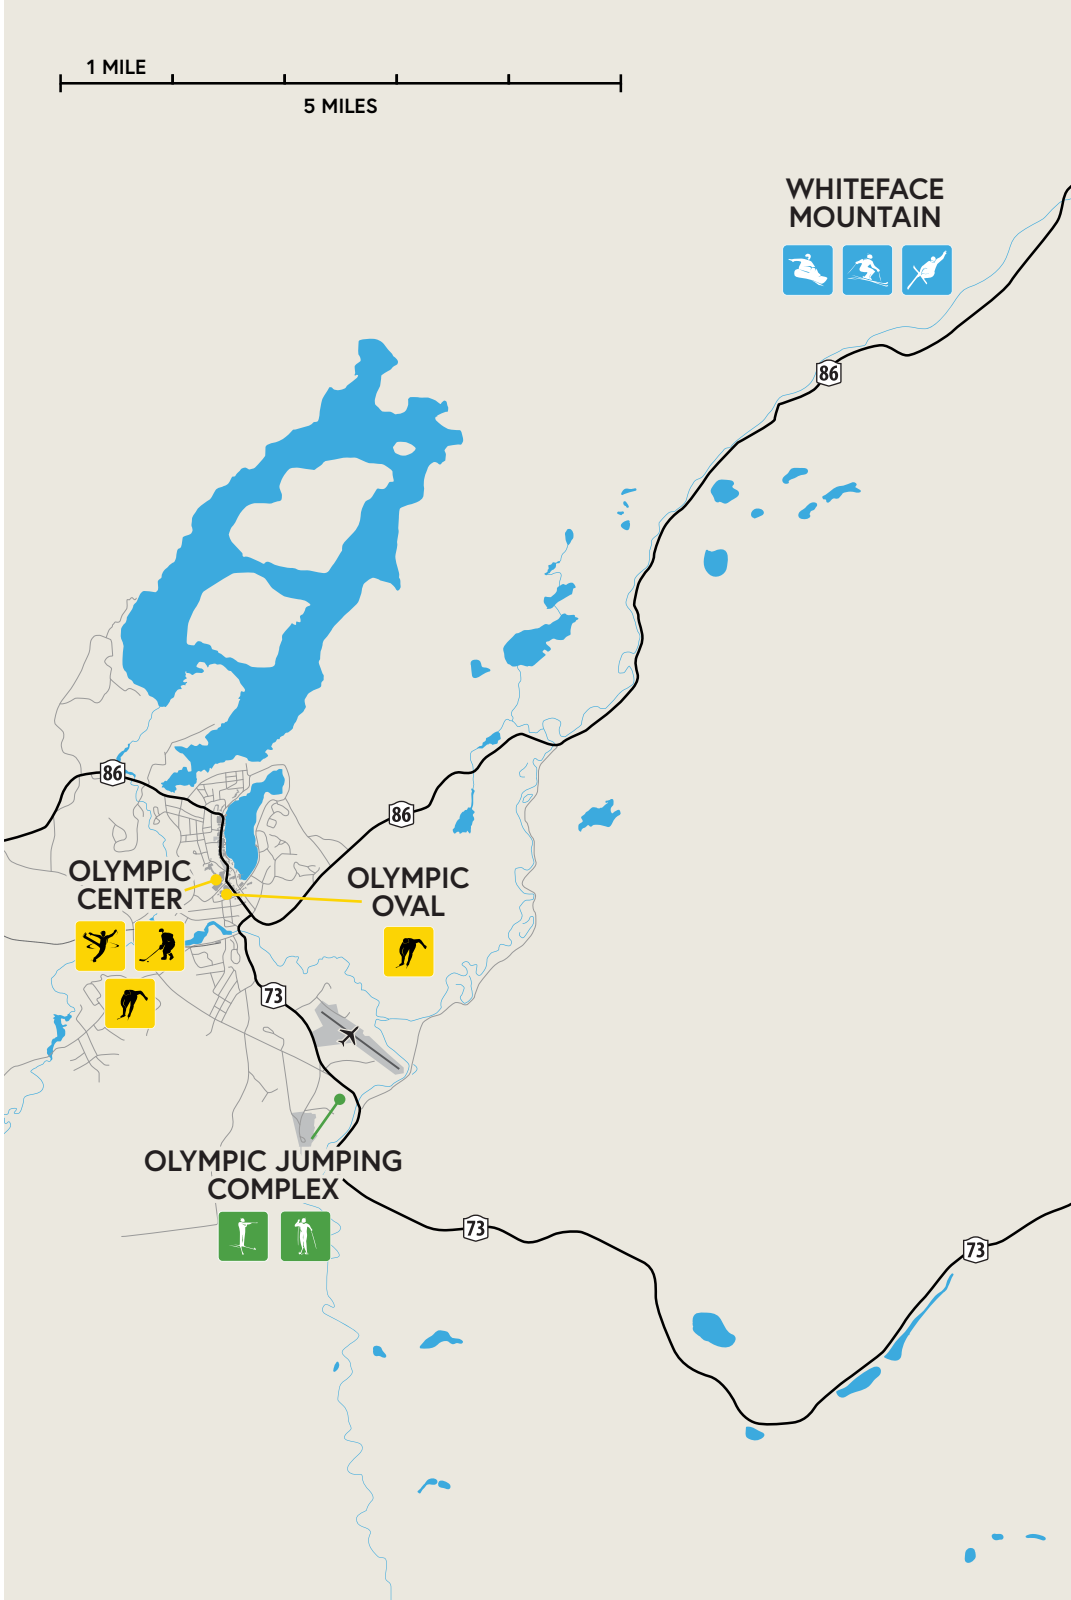 1 MILE
5 MILES
WHITEFACE
MOUNTAIN
86
86
86
OLYMPIC
CENTER
OLYMPIC
OVAL
73
OLYMPIC JUMPING
COMPLEX
73
73